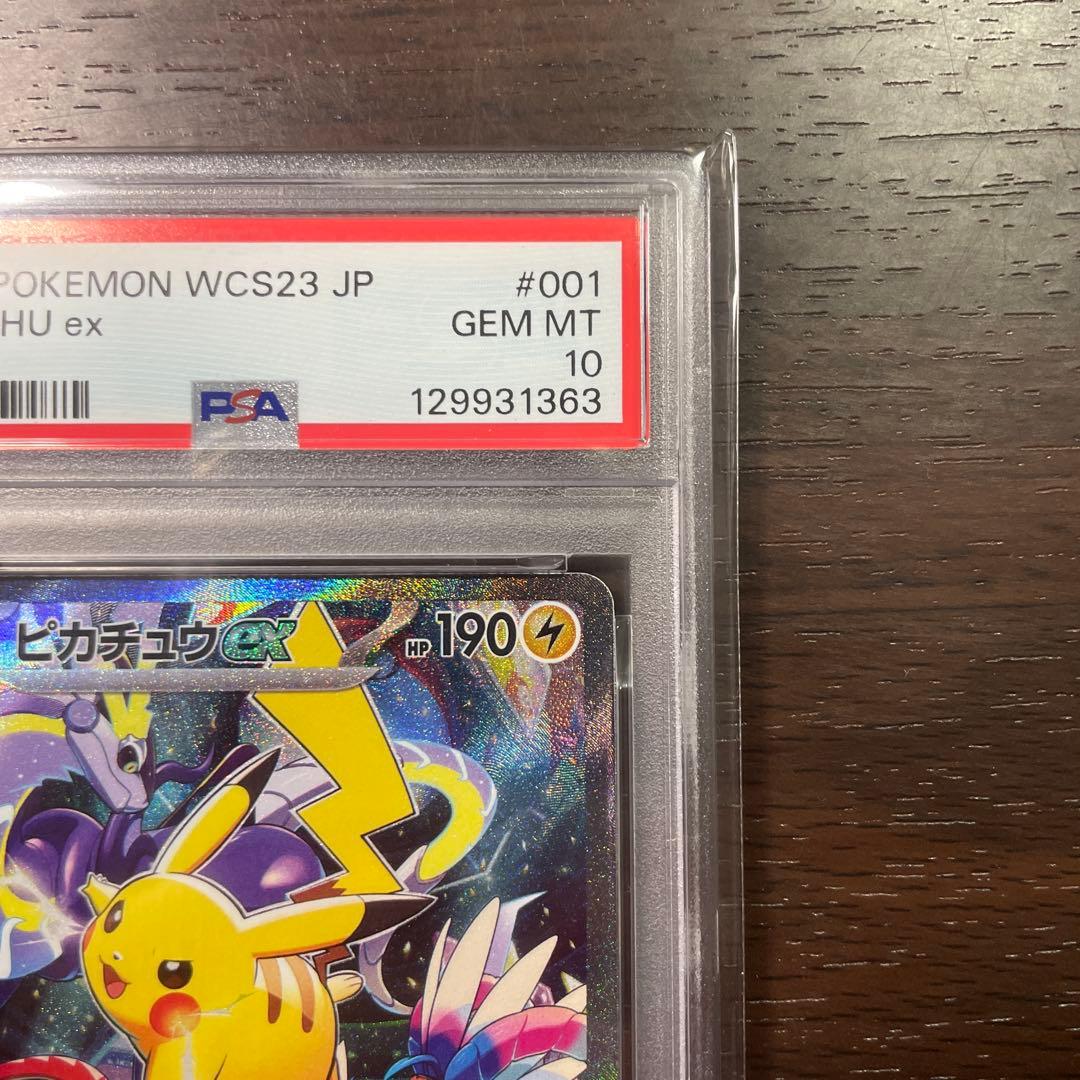 POKEMON WCS23 JP #001
HU ex GEM MT
10
PSA 129931363
ピカチュウex HP 190